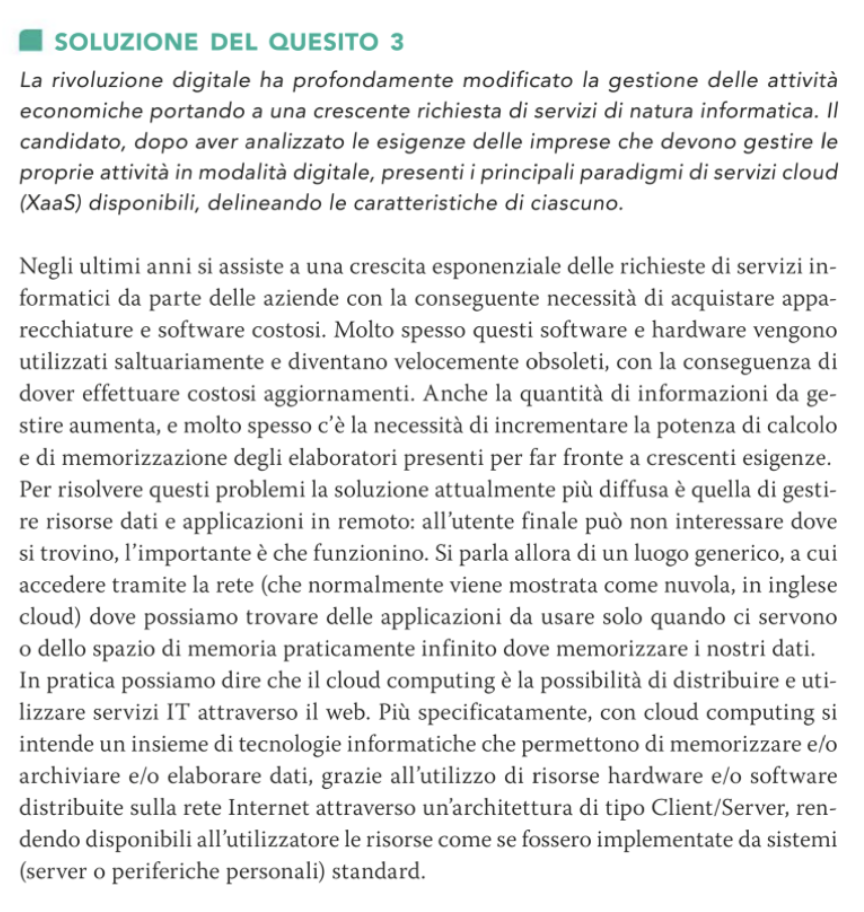 SOLUZIONE DEL QUESITO 3
La rivoluzione digitale ha profondamente modificato la gestione delle attività
economiche portando a una crescente richiesta di servizi di natura informatica. Il
candidato, dopo aver analizzato le esigenze delle imprese che devono gestire le
proprie attività in modalità digitale, presenti i principali paradigmi di servizi cloud
(XaaS) disponibili, delineando le caratteristiche di ciascuno.
Negli ultimi anni si assiste a una crescita esponenziale delle richieste di servizi in-
formatici da parte delle aziende con la conseguente necessità di acquistare appa-
recchiature e software costosi. Molto spesso questi software e hardware vengono
utilizzati saltuariamente e diventano velocemente obsoleti, con la conseguenza di
dover effettuare costosi aggiornamenti. Anche la quantità di informazioni da ge-
stire aumenta, e molto spesso c'è la necessità di incrementare la potenza di calcolo
e di memorizzazione degli elaboratori presenti per far fronte a crescenti esigenze.
Per risolvere questi problemi la soluzione attualmente più diffusa è quella di gesti-
re risorse dati e applicazioni in remoto: all'utente finale può non interessare dove
si trovino, l'importante è che funzionino. Si parla allora di un luogo generico, a cui
accedere tramite la rete (che normalmente viene mostrata come nuvola, in inglese
cloud) dove possiamo trovare delle applicazioni da usare solo quando ci servono
o dello spazio di memoria praticamente infinito dove memorizzare i nostri dati.
In pratica possiamo dire che il cloud computing è la possibilità di distribuire e uti-
lizzare servizi IT attraverso il web. Più specificatamente, con cloud computing si
intende un insieme di tecnologie informatiche che permettono di memorizzare e/o
archiviare e/o elaborare dati, grazie all'utilizzo di risorse hardware e/o software
distribuite sulla rete Internet attraverso un'architettura di tipo Client/Server, ren-
dendo disponibili all'utilizzatore le risorse come se fossero implementate da sistemi
(server o periferiche personali) standard.